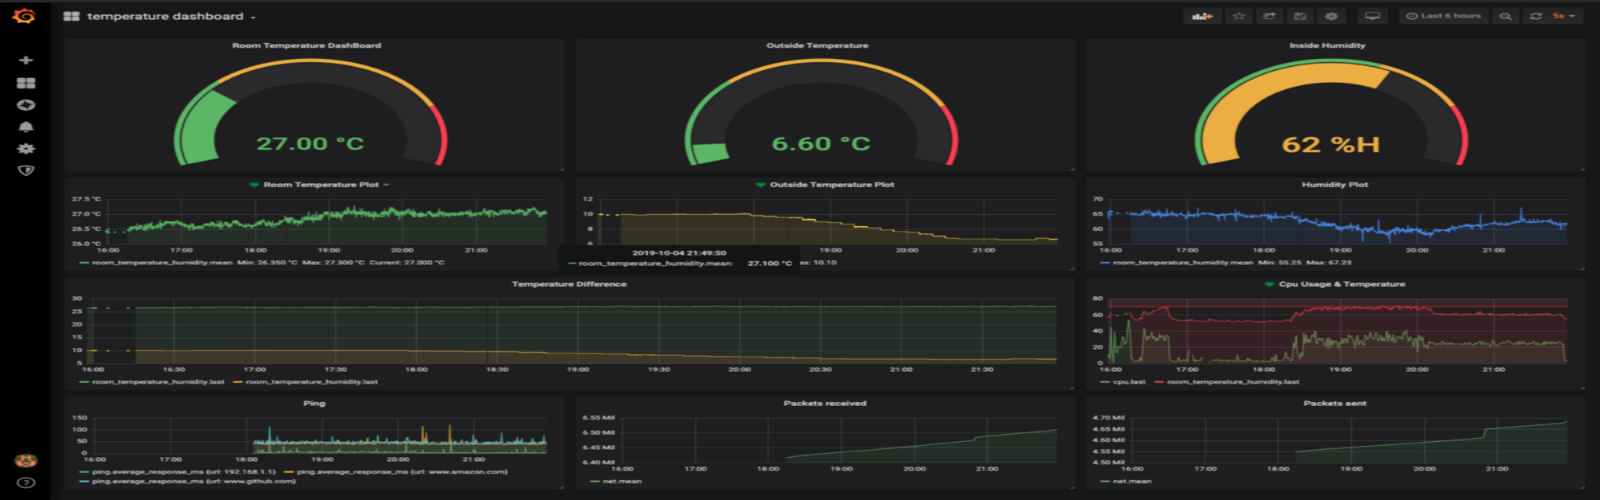 temperature dashboard
Last 6 hours
5s
Room Temperature DashBoard
27.00 °C
Outside Temperature
6.60 °C
Inside Humidity
62 %H
Room Temperature Plot
27.5 °C
27.0 °C
26.5 °C
26.0 °C
16:00 17:00 18:00 19:00 20:00 21:00
room_temperature_humidity.mean Min: 26.350 °C Max: 27.300 °C Current: 27.000 °C
Outside Temperature Plot
12
10
8
6
19:00 20:00 21:00
2019-10-04 21:49:50
room_temperature_humidity.mean: 27.100 °C
ax: 10.10
Humidity Plot
70
65
60
55
16:00 17:00 18:00 19:00 20:00 21:00
room_temperature_humidity.mean Min: 55.25 Max: 67.23
Temperature Difference
30
25
20
15
10
5
16:00 16:30 17:00 17:30 18:00 18:30 19:00 19:30 20:00 20:30 21:00 21:30
room_temperature_humidity.last room_temperature_humidity.last
Cpu Usage & Temperature
80
60
40
20
0
16:00 17:00 18:00 19:00 20:00 21:00
cpu.last room_temperature_humidity.last
Ping
150
100
50
0
16:00 17:00 18:00 19:00 20:00 21:00
ping.average_response_ms {url: 192.168.1.1} ping.average_response_ms {url: www.amazon.com}
ping.average_response_ms {url: www.github.com}
Packets received
6.55 Mil
6.50 Mil
6.45 Mil
6.40 Mil
16:00 17:00 18:00 19:00 20:00 21:00
net.mean
Packets sent
4.70 Mil
4.65 Mil
4.60 Mil
4.55 Mil
4.50 Mil
16:00 17:00 18:00 19:00 20:00 21:00
net.mean